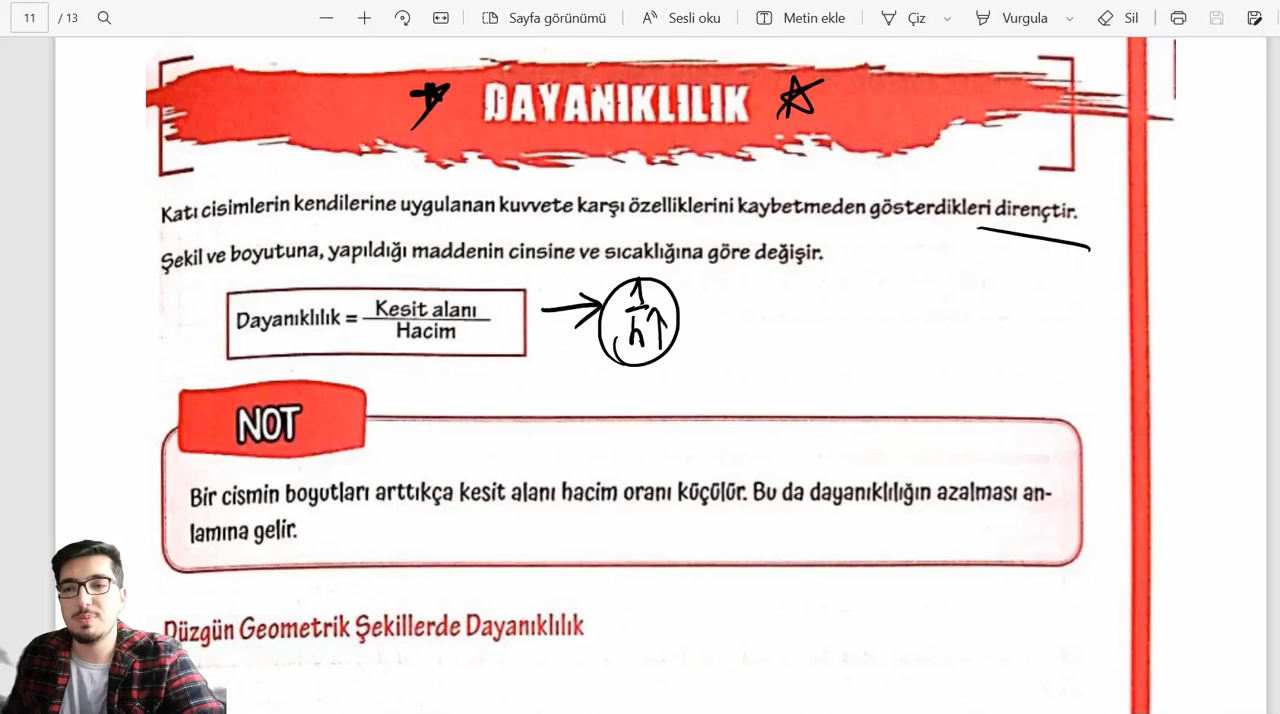 11 / 13 Sayfa görünümü Sesli oku Metin ekle Çiz Vurgula Sil
DAYANIKLILIK
Katı cisimlerin kendilerine uygulanan kuvvete karşı özelliklerini kaybetmeden gösterdikleri dirençtir.
Şekil ve boyutuna, yapıldığı maddenin cinsine ve sıcaklığına göre değişir.
Dayanıklılık = Kesit alanı / Hacim → 1/h↑
NOT
Bir cismin boyutları arttıkça kesit alanı hacim oranı küçülür. Bu da dayanıklılığın azalması an-
lamına gelir.
Düzgün Geometrik Şekillerde Dayanıklılık